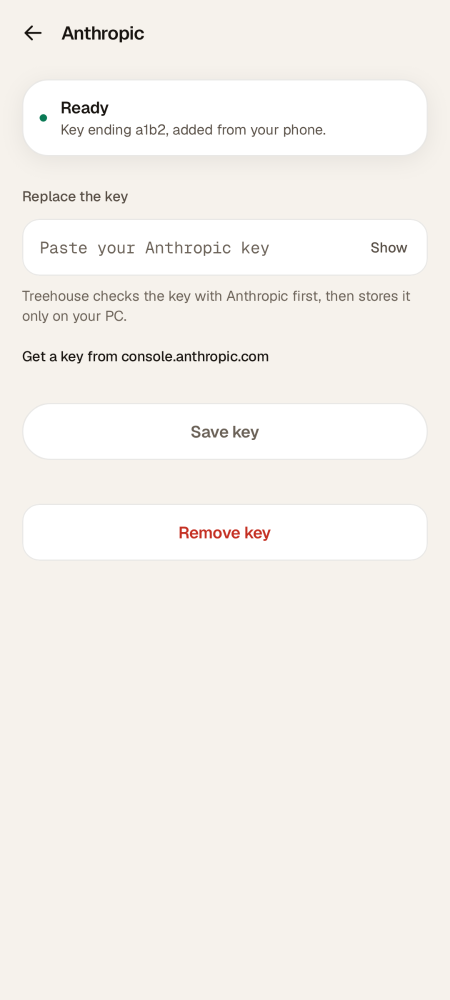 Anthropic
Ready
Key ending a1b2, added from your phone.
Replace the key
Paste your Anthropic key
Show
Treehouse checks the key with Anthropic first, then stores it
only on your PC.
Get a key from console.anthropic.com
Save key
Remove key